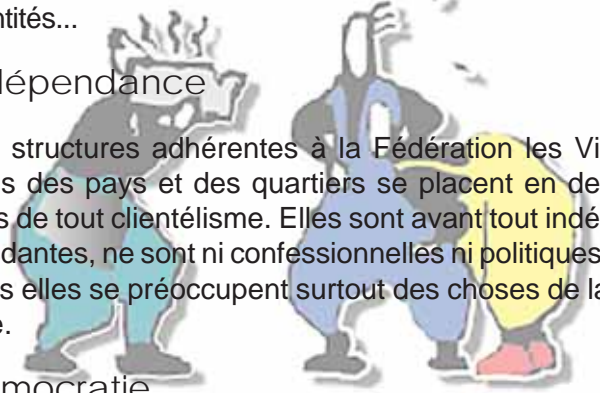 ntités...
dépendance
structures adhérentes à la Fédération les Vi
s des pays et des quartiers se placent en de
s de tout clientélisme. Elles sont avant tout indé
dantes, ne sont ni confessionnelles ni politiques
s elles se préoccupent surtout des choses de la
e.
mocratie